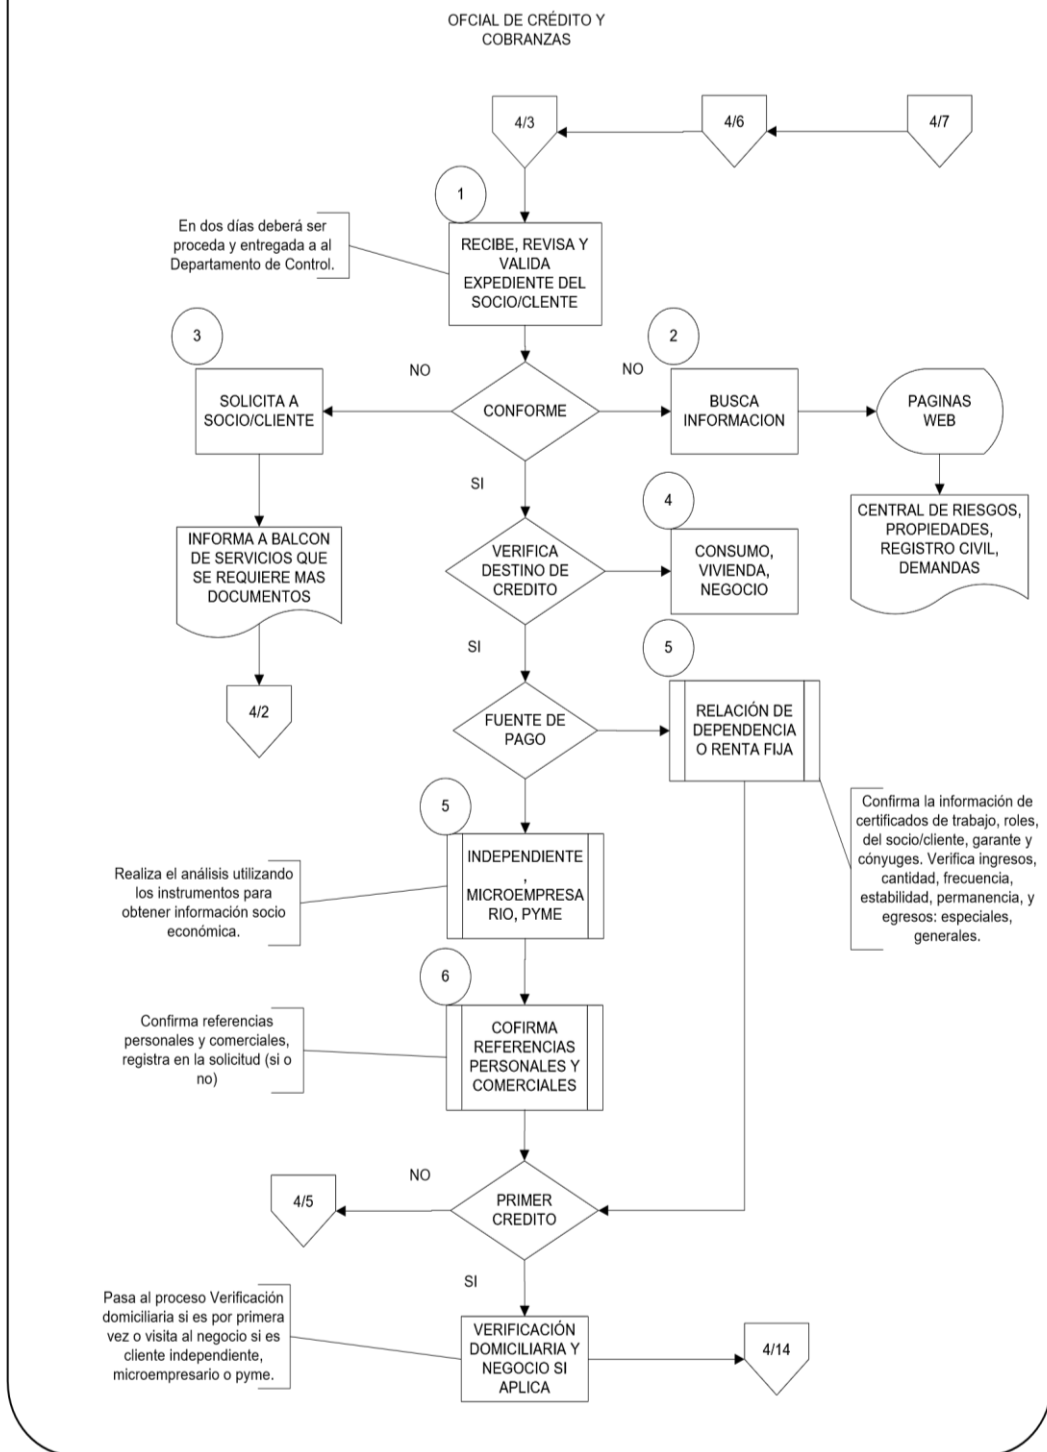 OFCIAL DE CRÉDITO Y
COBRANZAS
4/3
4/6
4/7
1
En dos días deberá ser
proceda y entregada a al
Departamento de Control.
RECIBE, REVISA Y
VALIDA
EXPEDIENTE DEL
SOCIO/CLENTE
3
NO
NO
2
SOLICITA A
SOCIO/CLIENTE
CONFORME
BUSCA
INFORMACION
PAGINAS
WEB
SI
4
INFORMA A BALCON
DE SERVICIOS QUE
SE REQUIERE MAS
DOCUMENTOS
VERIFICA
DESTINO DE
CREDITO
CONSUMO,
VIVIENDA,
NEGOCIO
CENTRAL DE RIESGOS,
PROPIEDADES,
REGISTRO CIVIL,
DEMANDAS
SI
5
4/2
FUENTE DE
PAGO
RELACIÓN DE
DEPENDENCIA
O RENTA FIJA
5
Confirma la información de
certificados de trabajo, roles,
del socio/cliente, garante y
cónyuges. Verifica ingresos,
cantidad, frecuencia,
estabilidad, permanencia, y
egresos: especiales,
generales.
Realiza el análisis utilizando
los instrumentos para
obtener información socio
económica.
INDEPENDIENTE
,
MICROEMPRESA
RIO, PYME
6
Confirma referencias
personales y comerciales,
registra en la solicitud (si o
no)
COFIRMA
REFERENCIAS
PERSONALES Y
COMERCIALES
NO
4/5
PRIMER
CREDITO
SI
Pasa al proceso Verificación
domiciliaria si es por primera
vez o visita al negocio si es
cliente independiente,
microempresario o pyme.
VERIFICACIÓN
DOMICILIARIA Y
NEGOCIO SI
APLICA
4/14